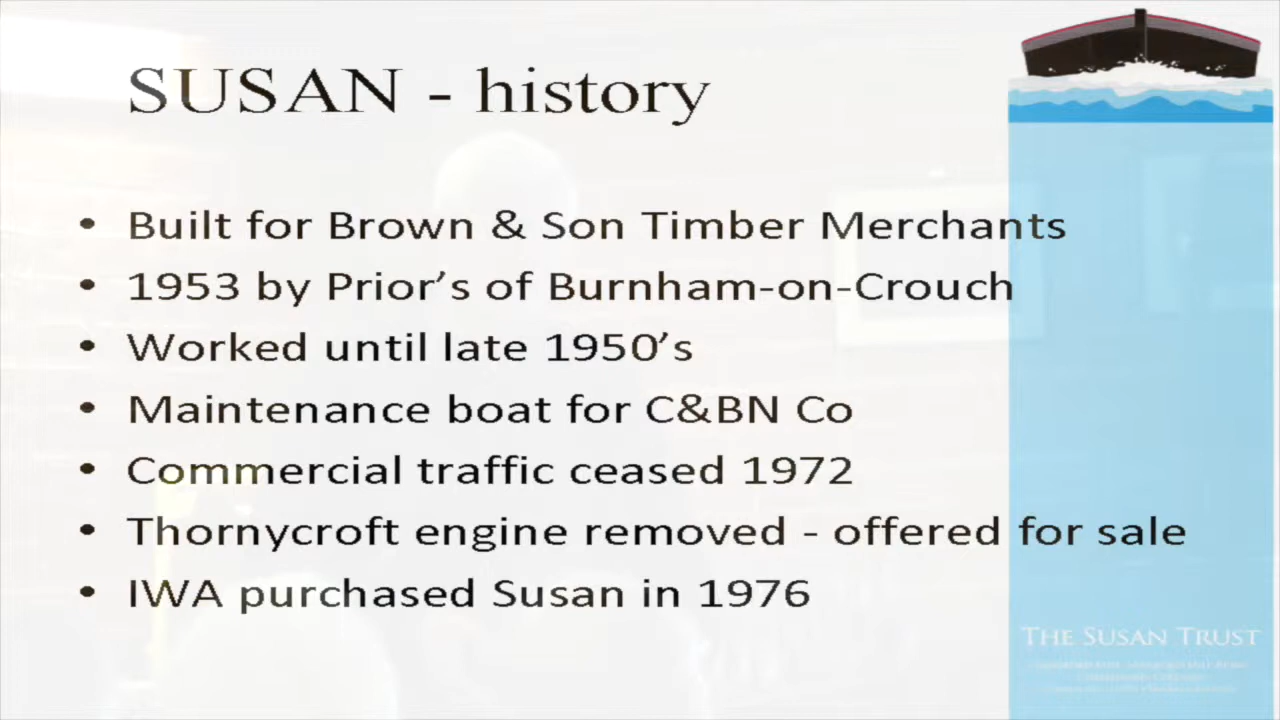 SUSAN - history
• Built for Brown & Son Timber Merchants
• 1953 by Prior’s of Burnham-on-Crouch
• Worked until late 1950’s
• Maintenance boat for C&BN Co
• Commercial traffic ceased 1972
• Thornycroft engine removed - offered for sale
• IWA purchased Susan in 1976
THE SUSAN TRUST